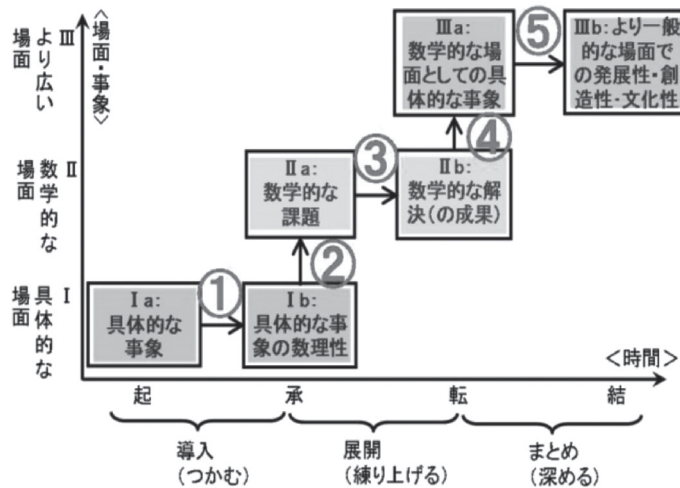 <場面・事象>
Ⅲ
より広い
場面
Ⅱ
数学的な
場面
Ⅰ
具体的な
場面
Ⅲa:
数学的な場
面としての具
体的な事象
⑤
Ⅲb:より一般
的な場面で
の発展性・創
造性・文化性
Ⅱa:
数学的な
課題
③
Ⅱb:
数学的な解
決(の成果)
④
Ⅰa:
具体的な
事象
①
Ⅰb:
具体的な事
象の数理性
②
<時間>
起
承
転
結
導入
(つかむ)
展開
(練り上げる)
まとめ
(深める)